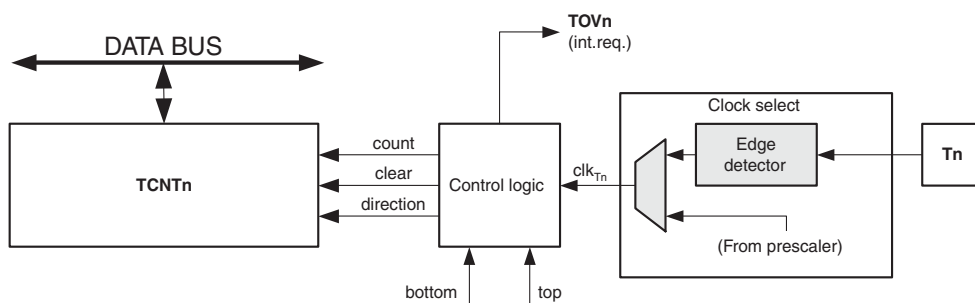 TOVn
(int.req.)
DATA BUS
Clock select
TCNTn
count
clear
direction
Control logic
clkTn
Edge
detector
Tn
(From prescaler)
bottom
top